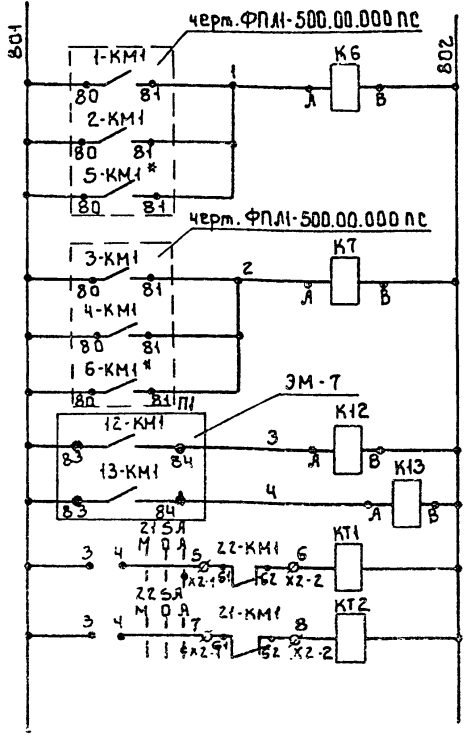 801
802
черт. ФПЛ1-500.00.000 ПС
1-КМ1
80 81
1
К6
А В
2-КМ1
80 81
5-КМ1*
80 81
черт. ФПЛ1-500.00.000 ПС
3-КМ1
80 81
2
К7
А В
4-КМ1
80 81
6-КМ1*
80 81
П1
ЭМ-7
12-КМ1
83 84
3
К12
А В
13-КМ1
83 84
4
К13
А В
21SA
М О А
3 4 5
22-КМ1
6
КТ1
Х2-1 61 62 Х2-2
22SA
М О А
3 4 7
21-КМ1
8
КТ2
Х2-1 61 62 Х2-2